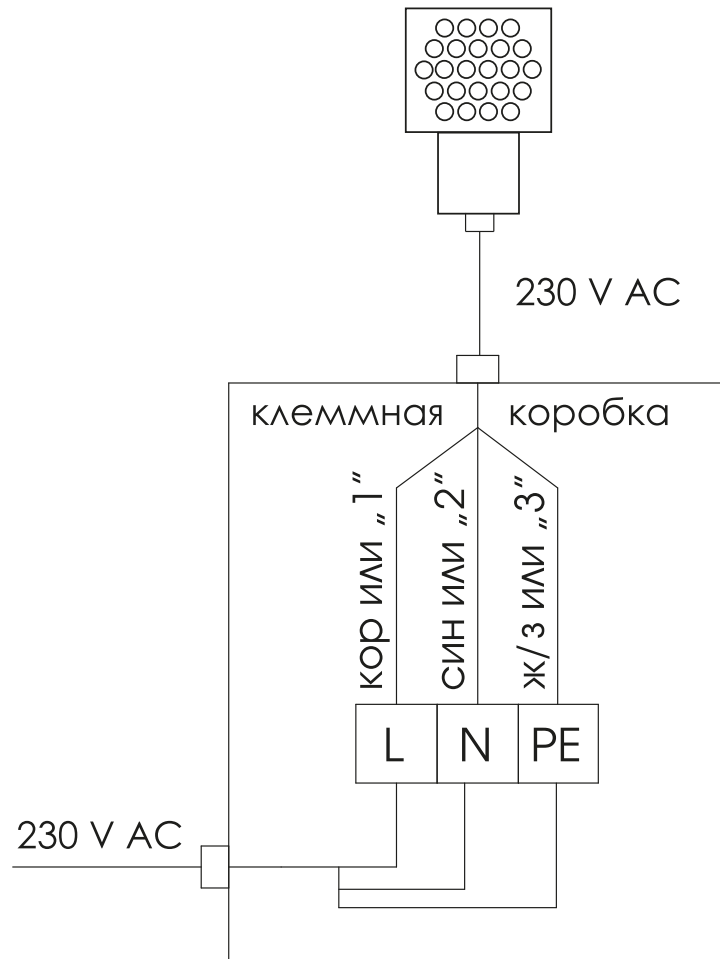 230 V AC
клеммная коробка
кор или „1“
син или „2“
ж/з или „3“
L N PE
230 V AC